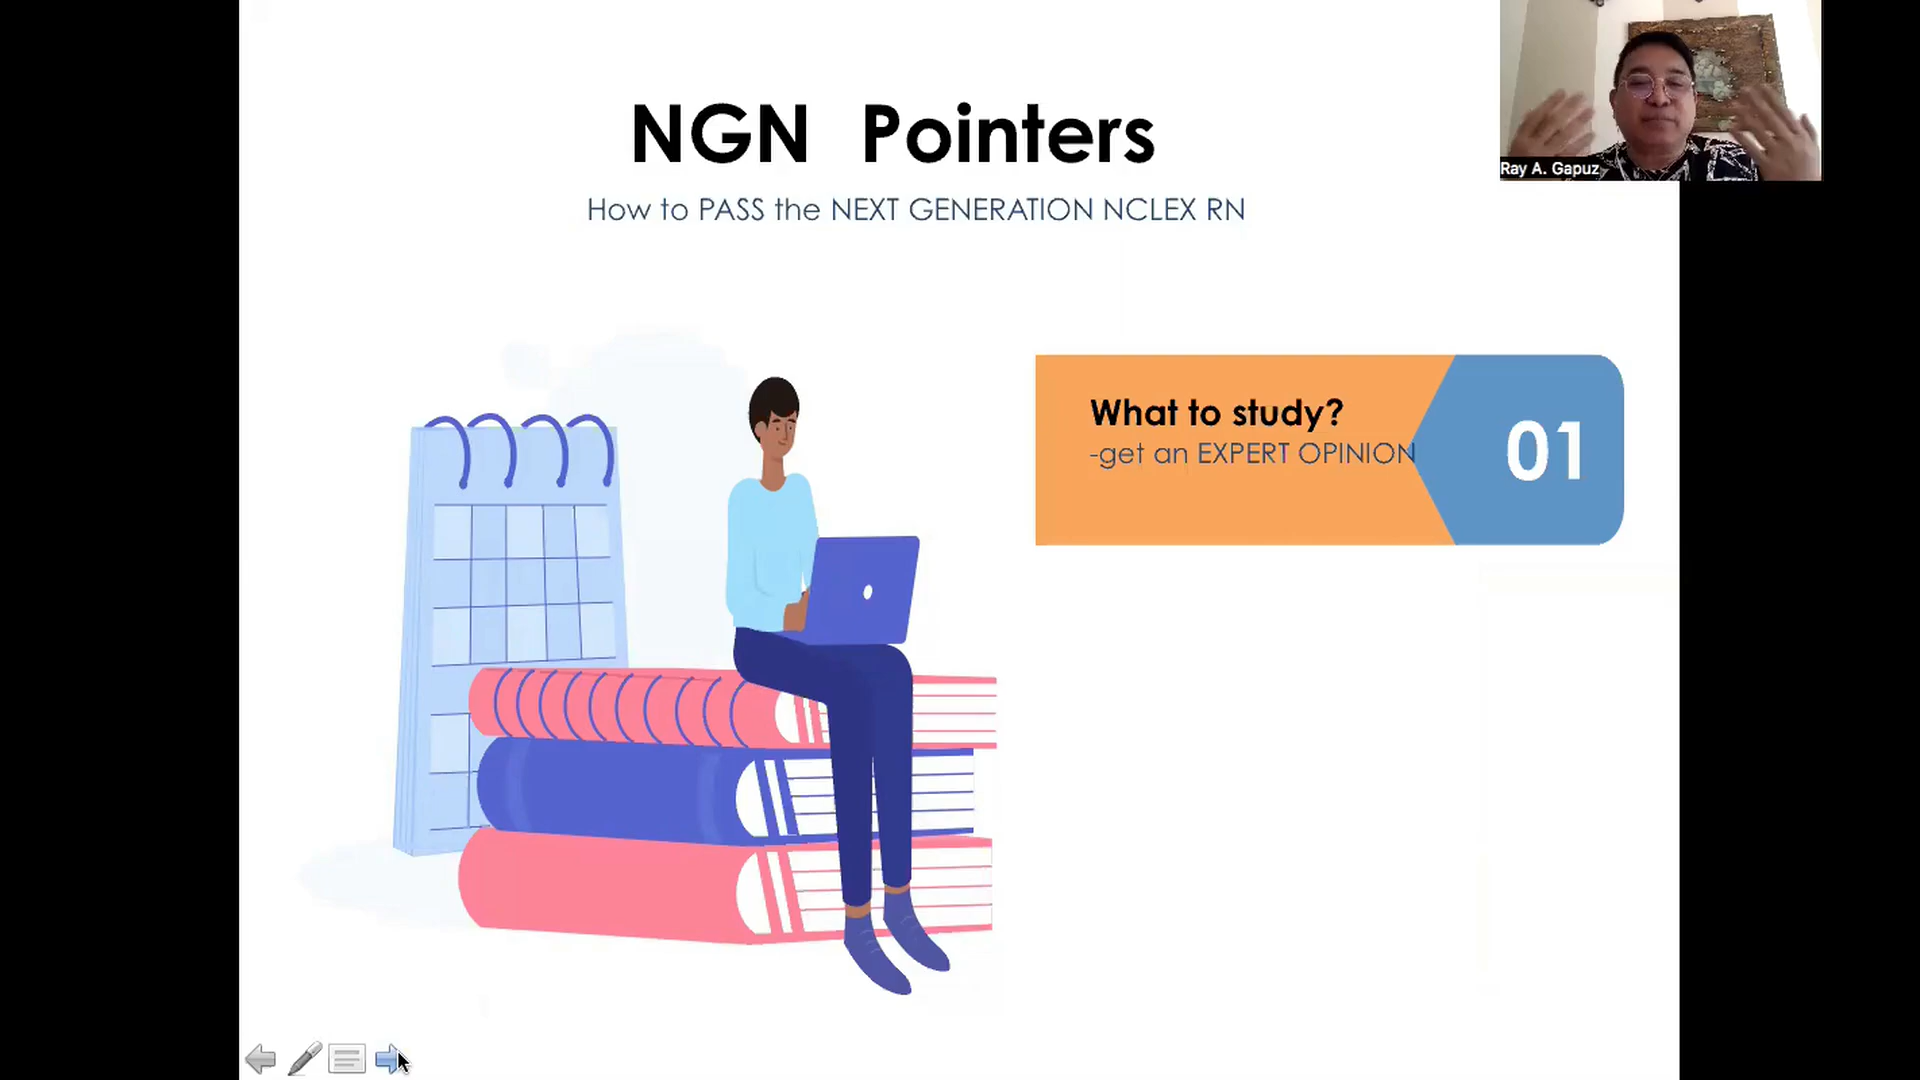 NGN Pointers
How to PASS the NEXT GENERATION NCLEX RN
Ray A. Gapuz
What to study?
-get an EXPERT OPINION
01